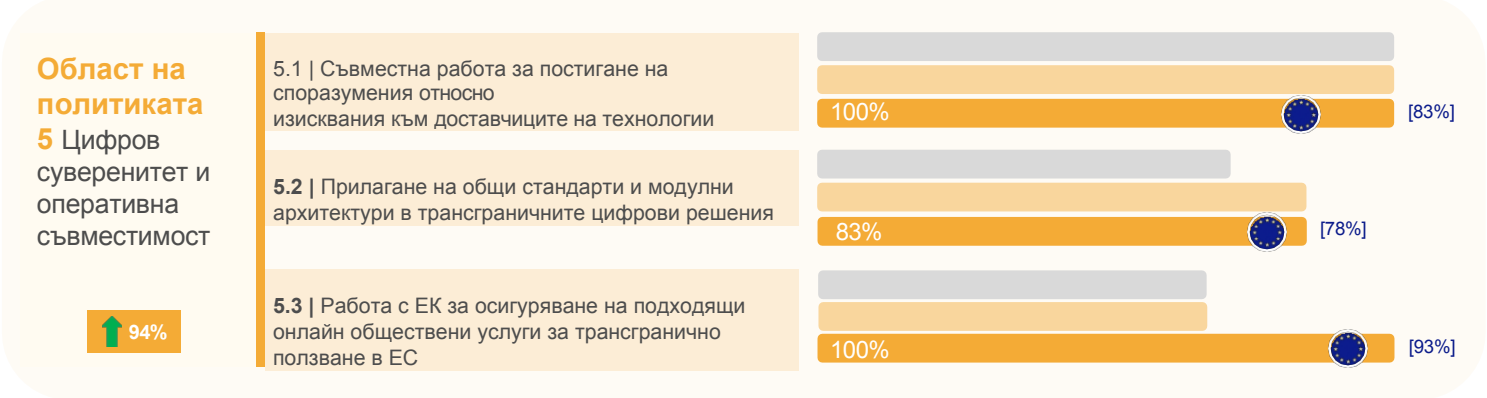 Област на
политиката
5 Цифров
суверенитет и
оперативна
съвместимост
94%
5.1 | Съвместна работа за постигане на
споразумения относно
изисквания към доставчиците на технологии
100%
[83%]
5.2 | Прилагане на общи стандарти и модулни
архитектури в трансграничните цифрови решения
83%
[78%]
5.3 | Работа с ЕК за осигуряване на подходящи
онлайн обществени услуги за трансгранично
ползване в ЕС
100%
[93%]